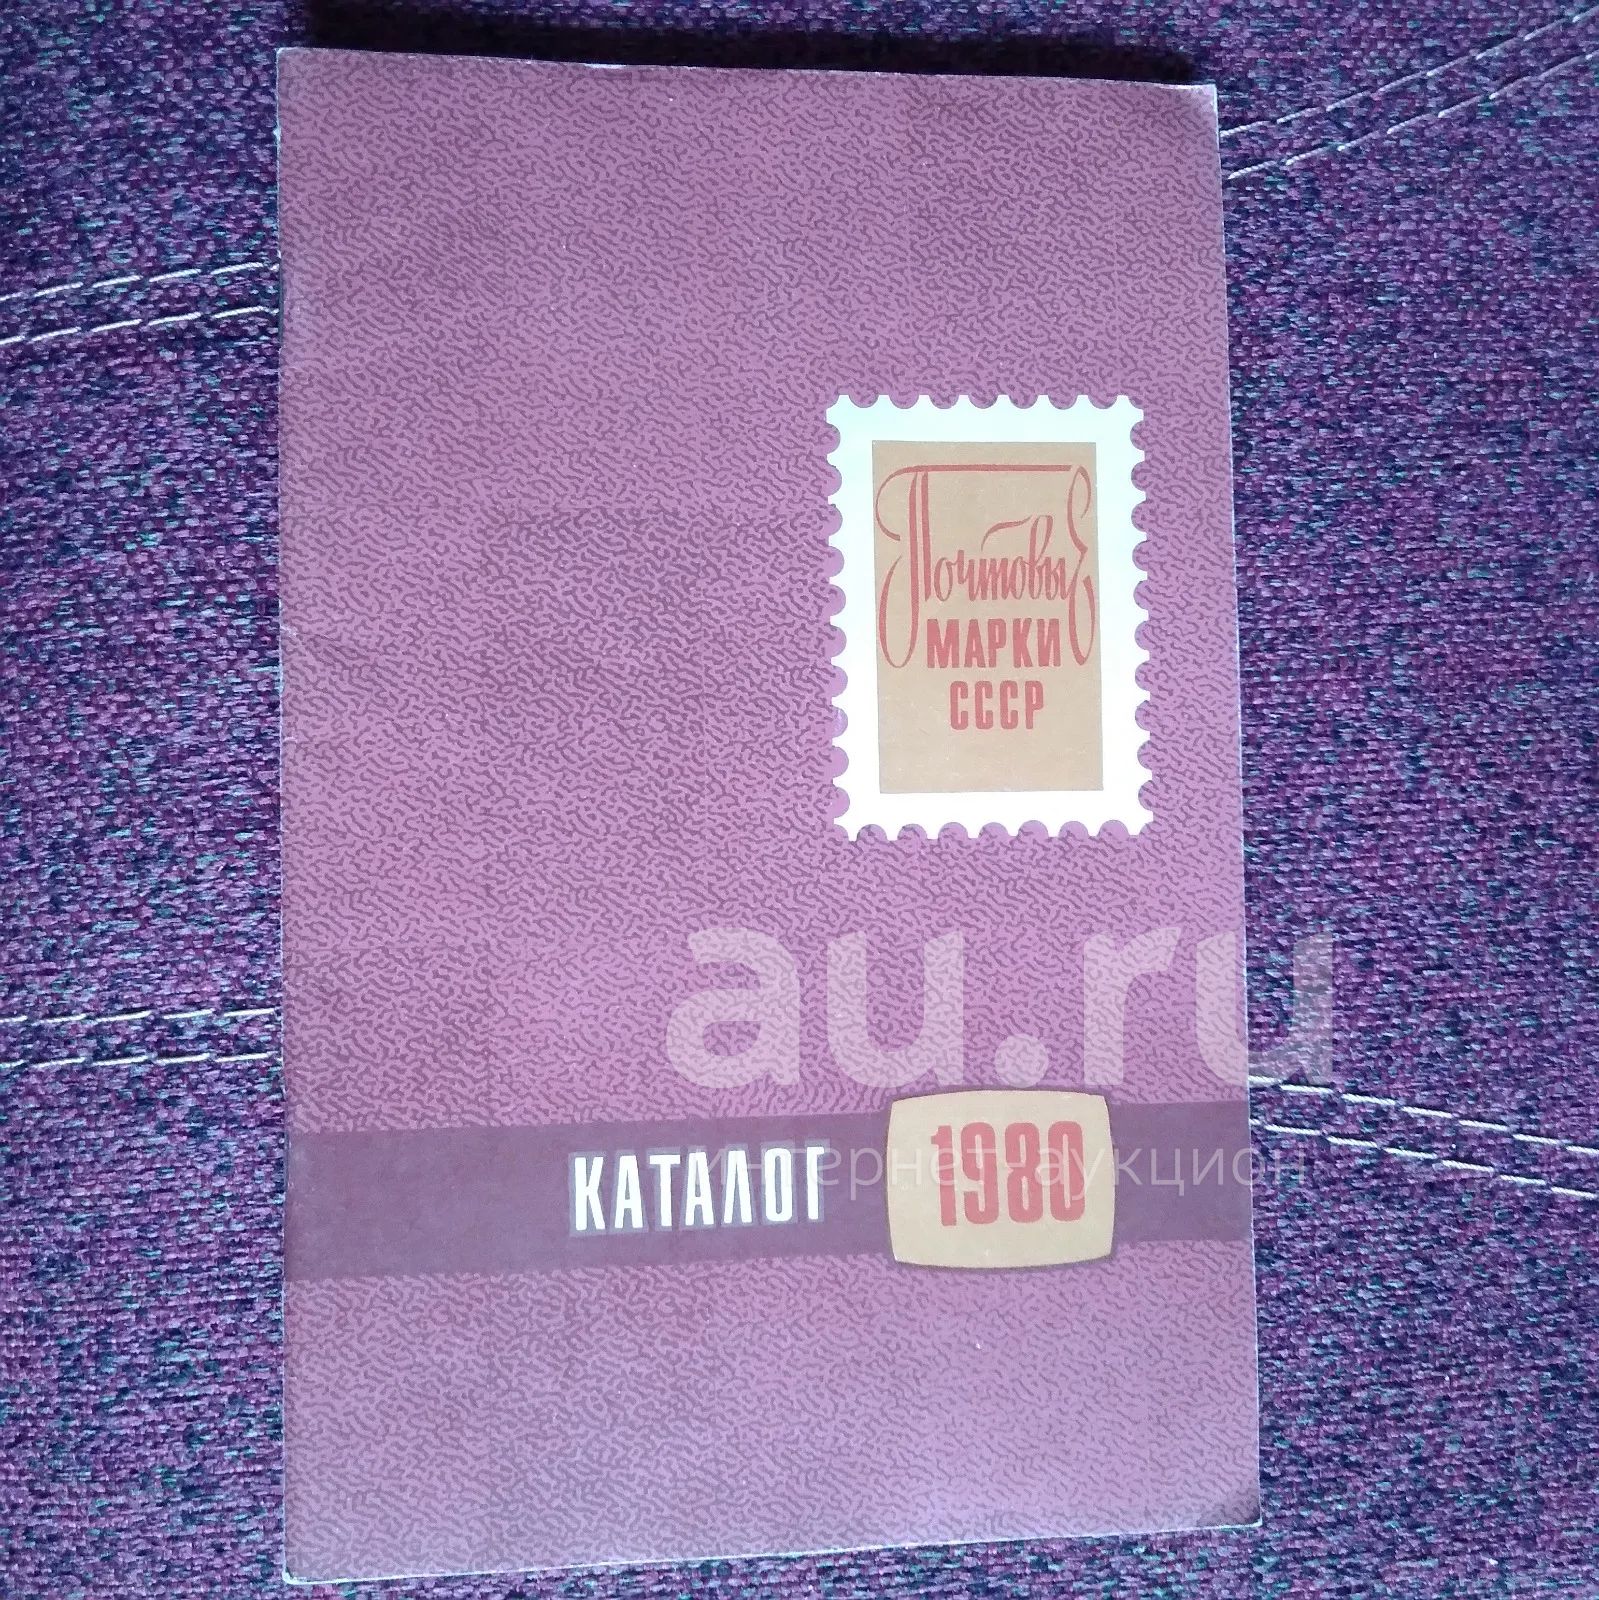 Почтовые
МАРКИ
СССР
au.ru
интернет-аукцион
КАТАЛОГ 1980